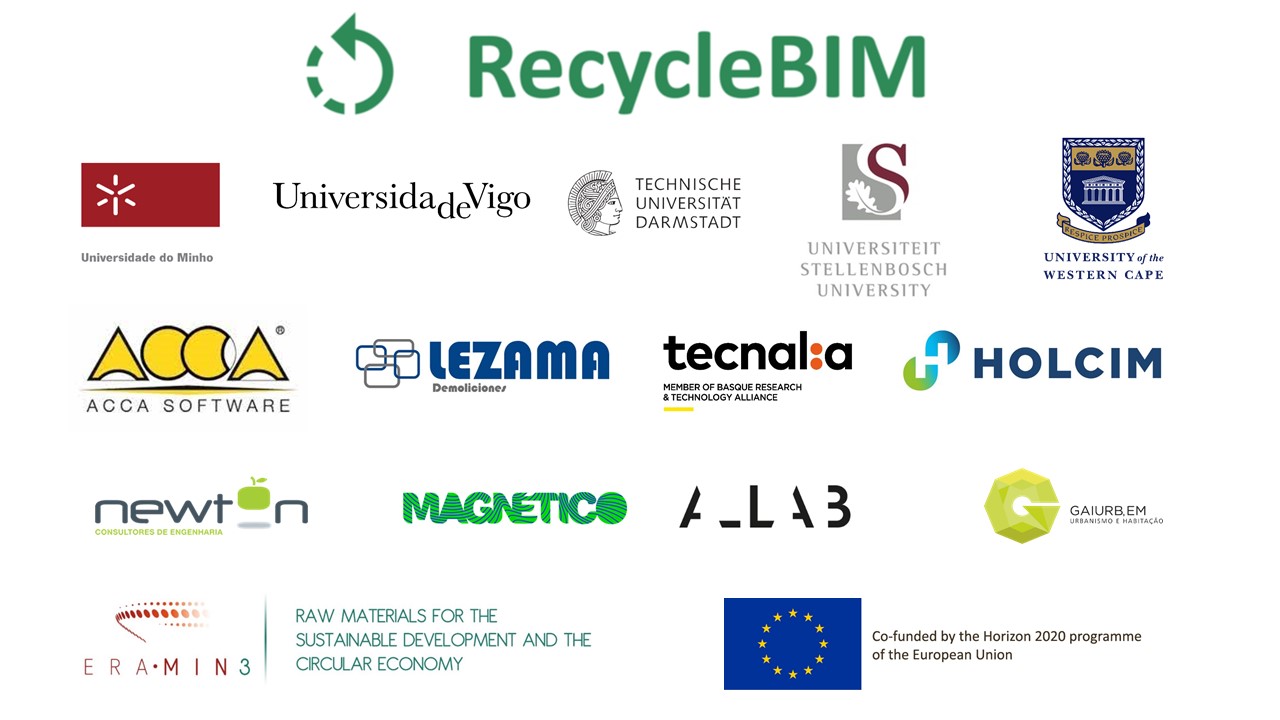 RecycleBIM
Universidade do Minho
UniversidadeVigo
TECHNISCHE
UNIVERSITÄT
DARMSTADT
S
UNIVERSITEIT
STELLENBOSCH
UNIVERSITY
RESPICE PROSPICE
UNIVERSITY of the
WESTERN CAPE
ACCA®
ACCA SOFTWARE
LEZAMA
Demoliciones
tecnal:a
MEMBER OF BASQUE RESEARCH
& TECHNOLOGY ALLIANCE
H HOLCIM
newton
CONSULTORES DE ENGENHARIA
MAGNETICO
A_LLAB
G
GAIURB,EM
URBANISMO E HABITAÇÃO
ERA•MIN3
RAW MATERIALS FOR THE
SUSTAINABLE DEVELOPMENT AND THE
CIRCULAR ECONOMY
Co-funded by the Horizon 2020 programme
of the European Union